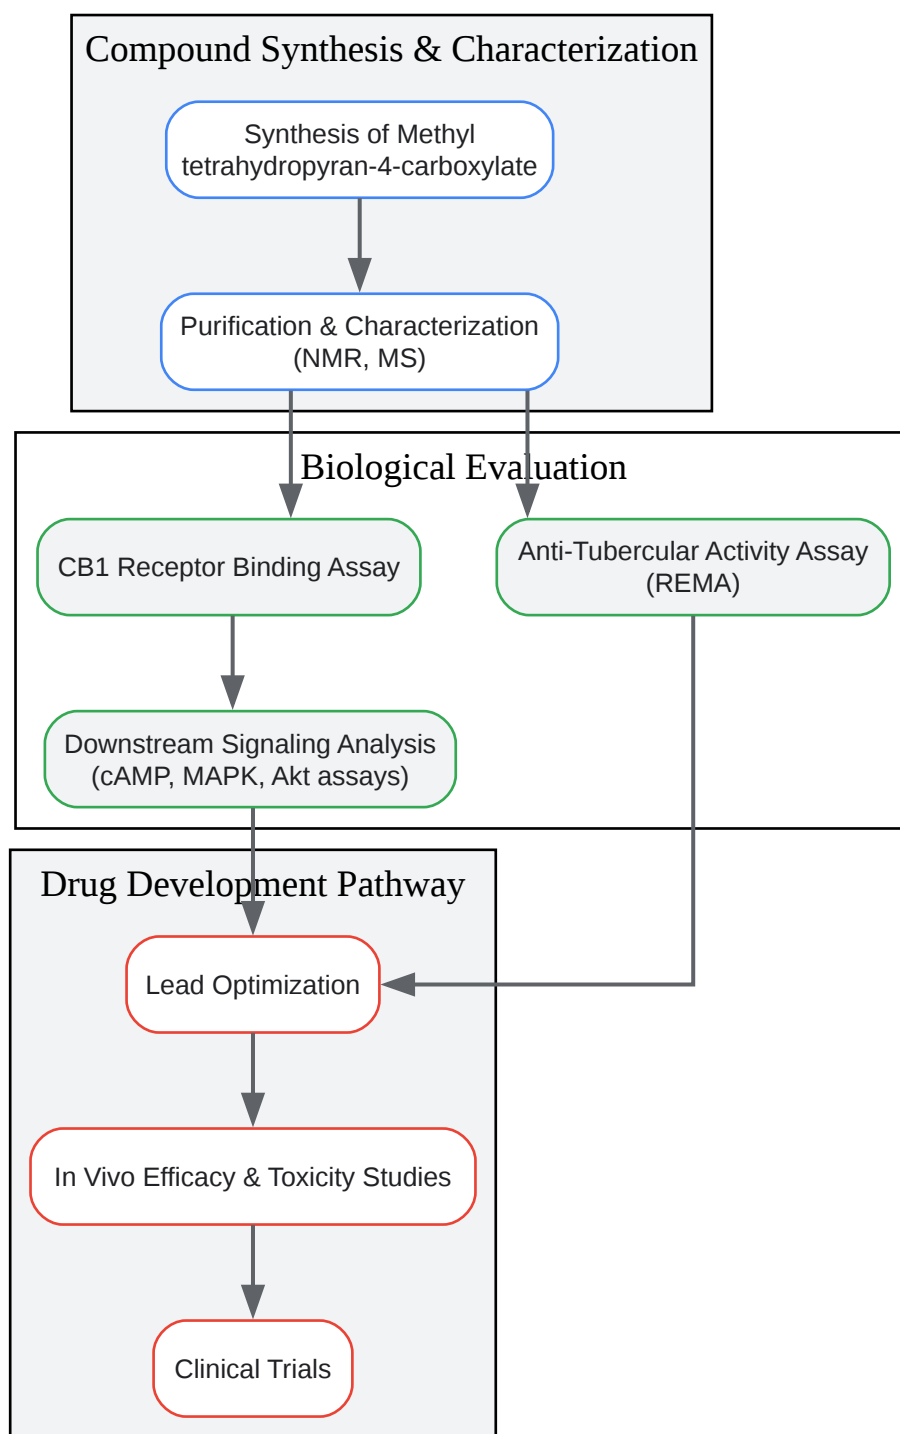 Compound Synthesis & Characterization
Synthesis of Methyl
tetrahydropyran-4-carboxylate
Purification & Characterization
(NMR, MS)
Biological Evaluation
CB1 Receptor Binding Assay
Anti-Tubercular Activity Assay
(REMA)
Downstream Signaling Analysis
(cAMP, MAPK, Akt assays)
Drug Development Pathway
Lead Optimization
In Vivo Efficacy & Toxicity Studies
Clinical Trials